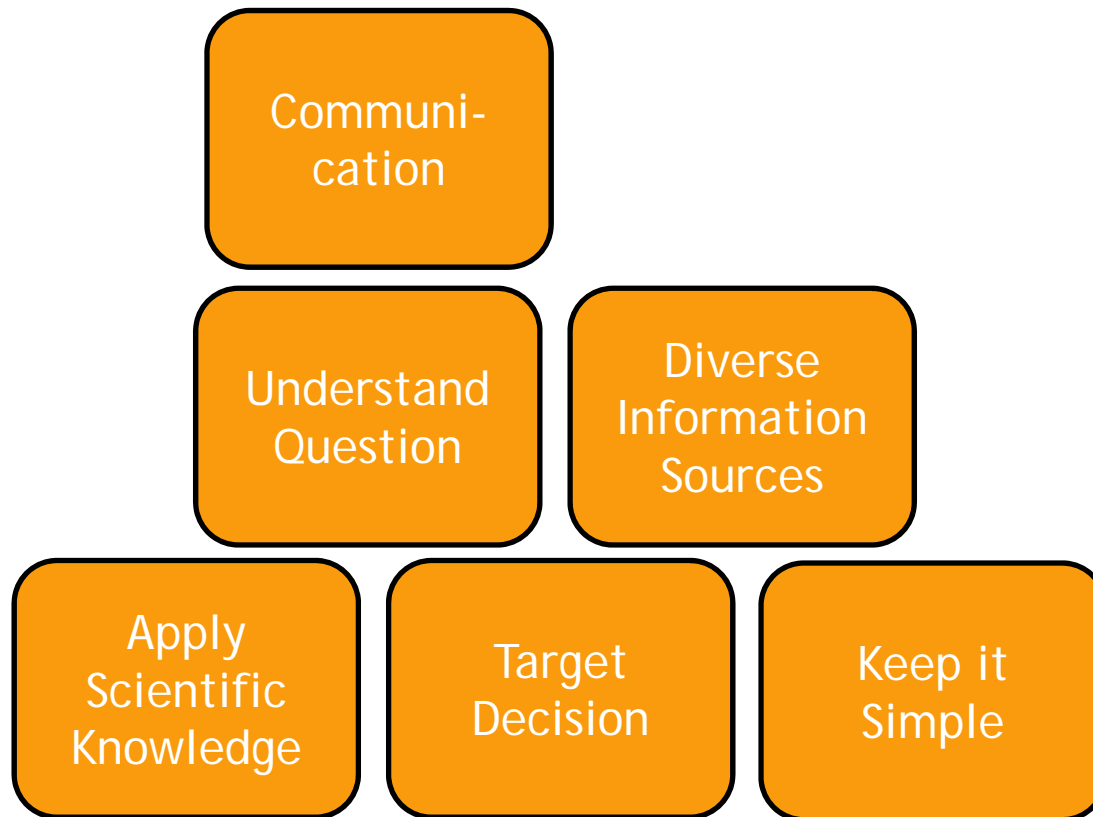 Communi-
cation
Understand
Question
Diverse
Information
Sources
Apply
Scientific
Knowledge
Target
Decision
Keep it
Simple